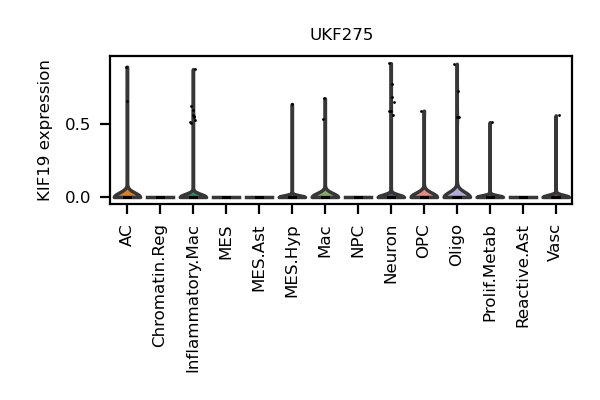 UKF275
KIF19 expression
0.5
0.0
AC
Chromatin.Reg
Inflammatory.Mac
MES
MES.Ast
MES.Hyp
Mac
NPC
Neuron
OPC
Oligo
Prolif.Metab
Reactive.Ast
Vasc